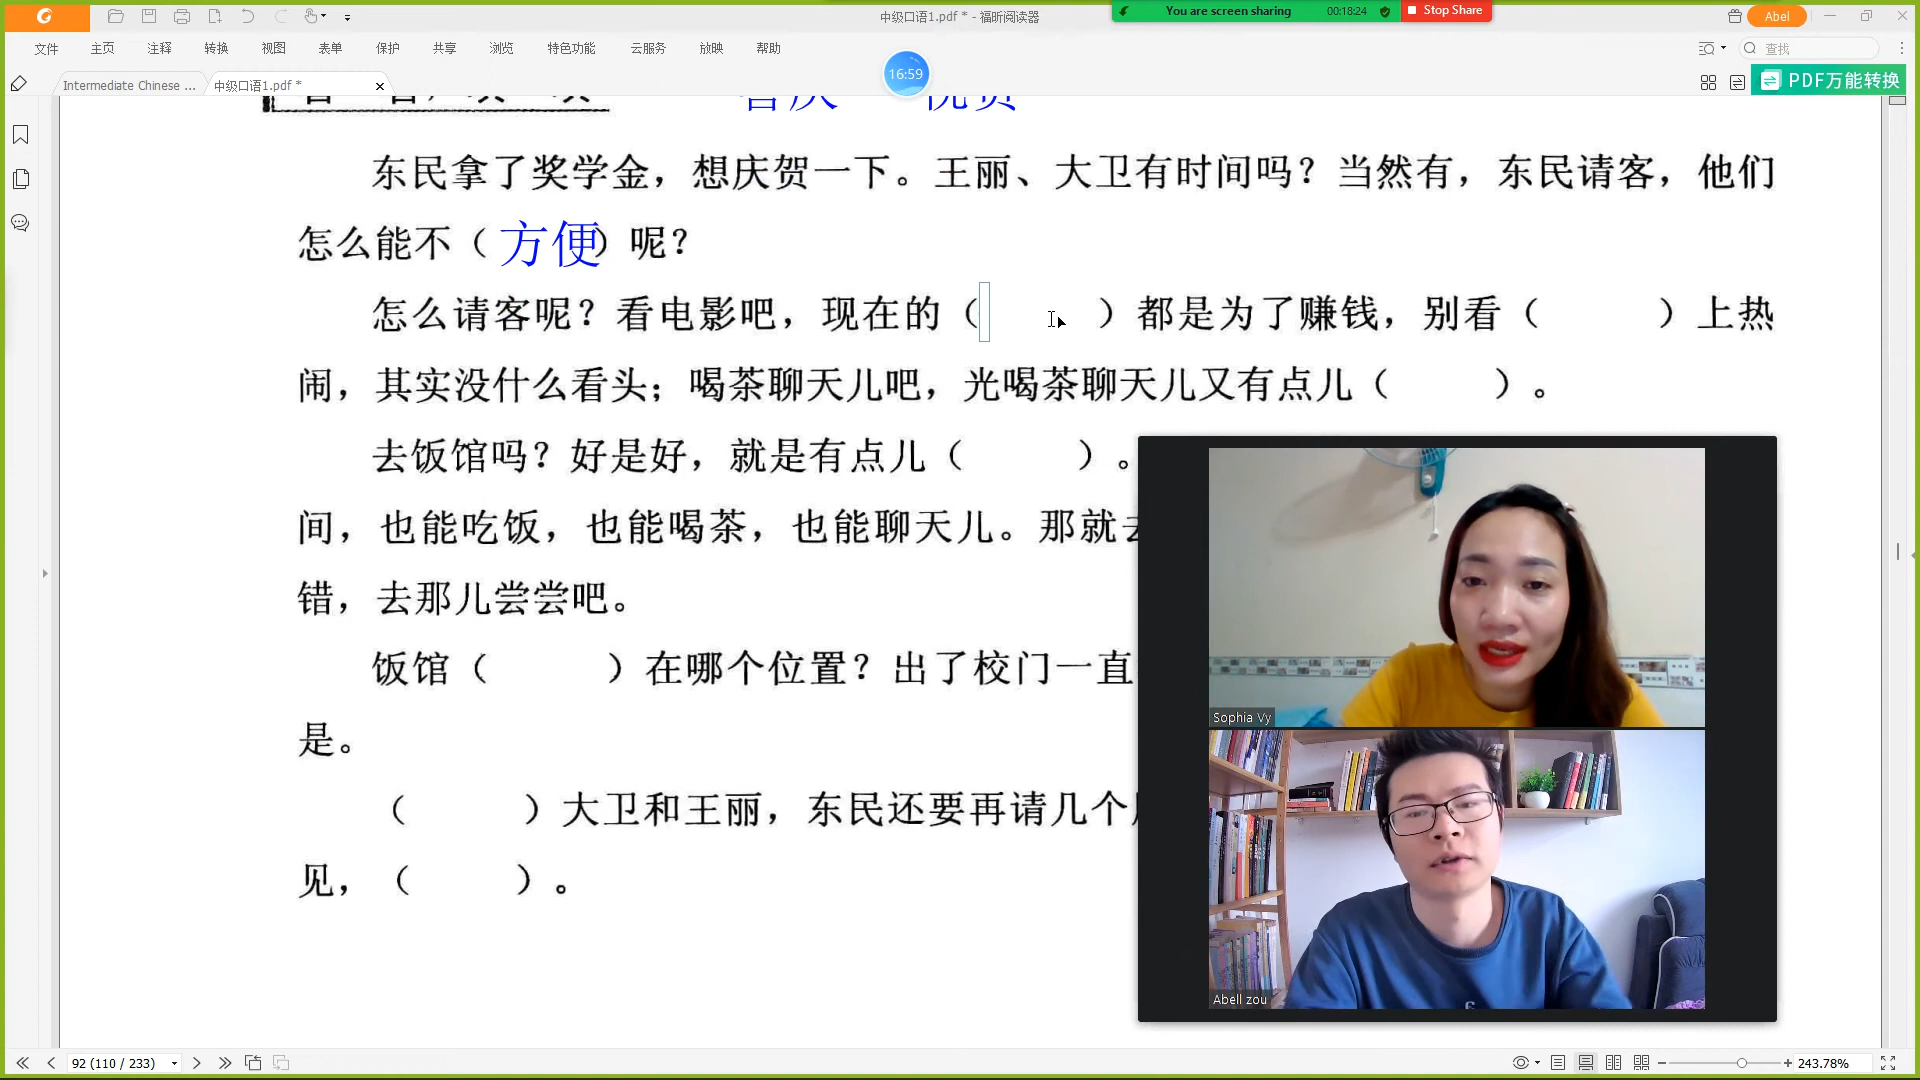 中级口语1.pdf * - 福昕阅读器
You are screen sharing
00:18:24
Stop Share
Abel
文件 主页 注释 转换 视图 表单 保护 共享 浏览 特色功能 云服务 放映 帮助
查找
16:59
Intermediate Chinese ...
中级口语1.pdf *
PDF万能转换
东民拿了奖学金，想庆贺一下。王丽、大卫有时间吗？当然有，东民请客，他们
怎么能不（方便）呢？
怎么请客呢？看电影吧，现在的（ ）都是为了赚钱，别看（ ）上热
闹，其实没什么看头；喝茶聊天儿吧，光喝茶聊天儿又有点儿（ ）。
去饭馆吗？好是好，就是有点儿（ ）。
间，也能吃饭，也能喝茶，也能聊天儿。那就去
错，去那儿尝尝吧。
饭馆（ ）在哪个位置？出了校门一直
是。
（ ）大卫和王丽，东民还要再请几个
见，（ ）。
Sophia Vy
Abell zou
92 (110 / 233)
243.78%